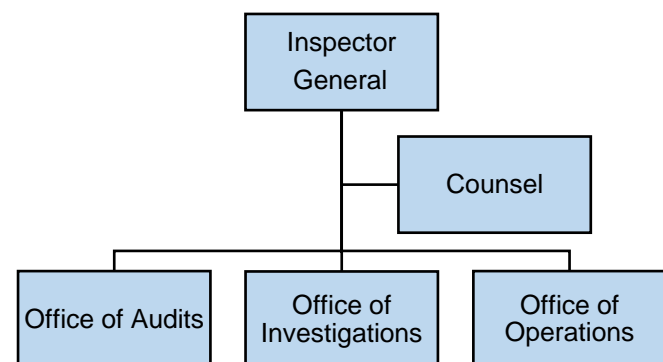 Inspector
General
Counsel
Office of Audits
Office of
Investigations
Office of
Operations